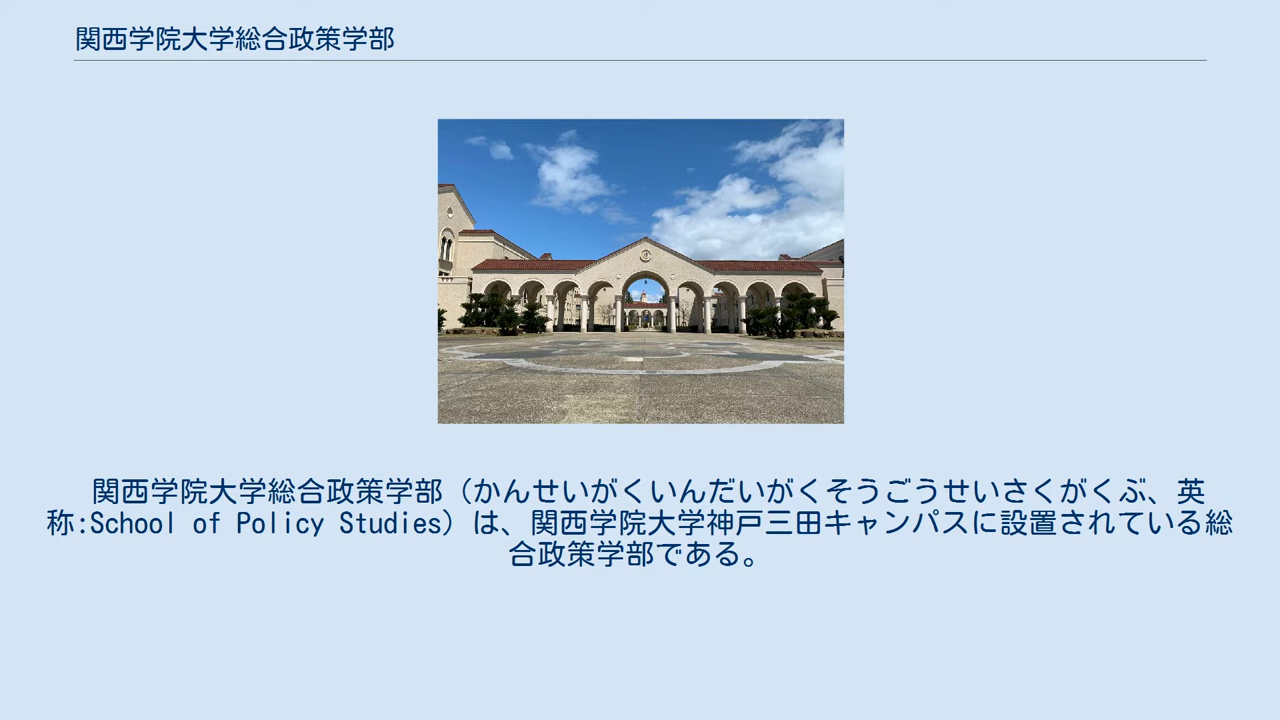 関西学院大学総合政策学部
関西学院大学総合政策学部（かんせいがくいんだいがくそうごうせいさくがくぶ、英
称:School of Policy Studies）は、関西学院大学神戸三田キャンパスに設置されている総
合政策学部である。